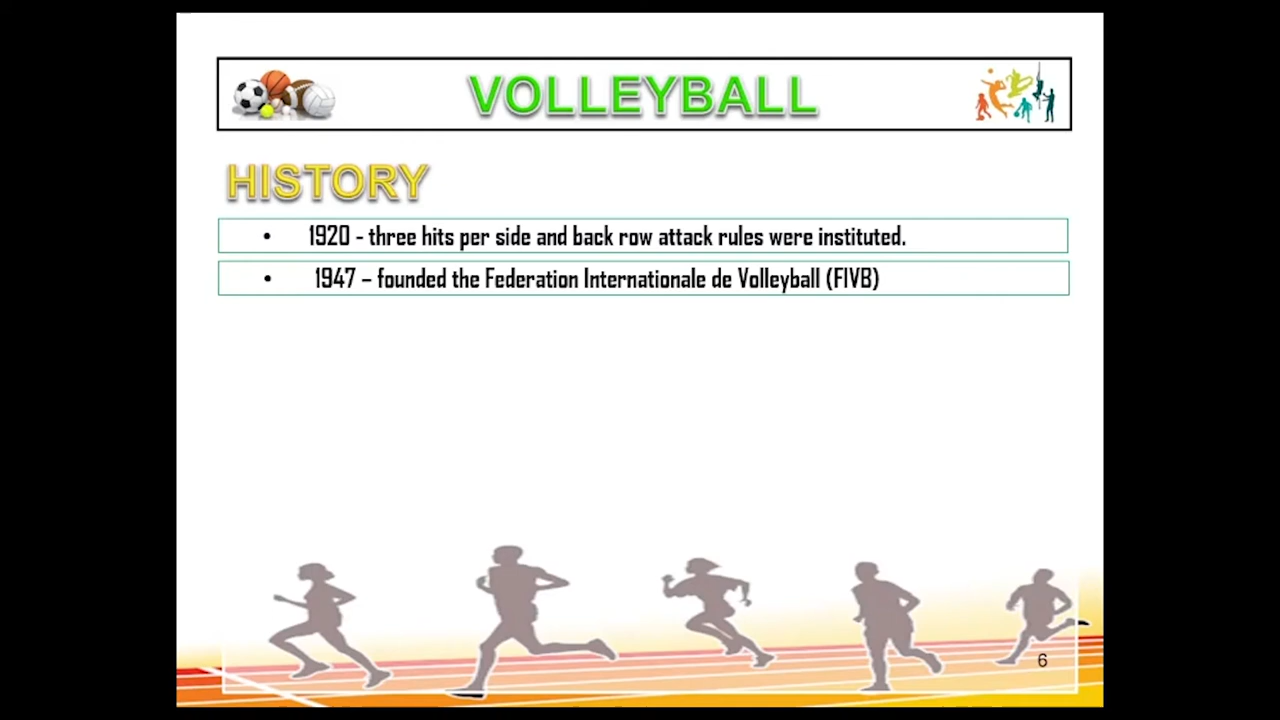 VOLLEYBALL
HISTORY
• 1920 - three hits per side and back row attack rules were instituted.
• 1947 – founded the Federation Internationale de Volleyball (FIVB)
6